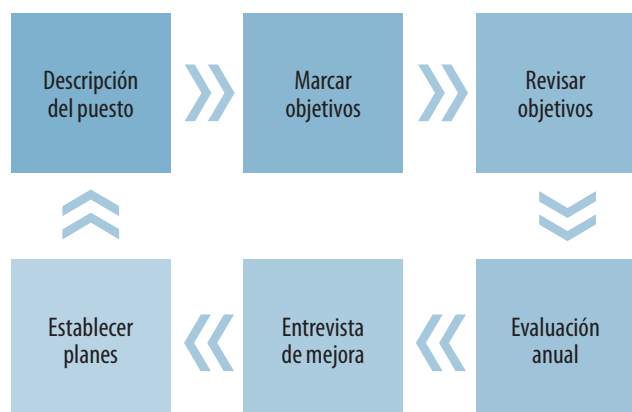 Descripción
del puesto
Marcar
objetivos
Revisar
objetivos
Establecer
planes
Entrevista
de mejora
Evaluación
anual